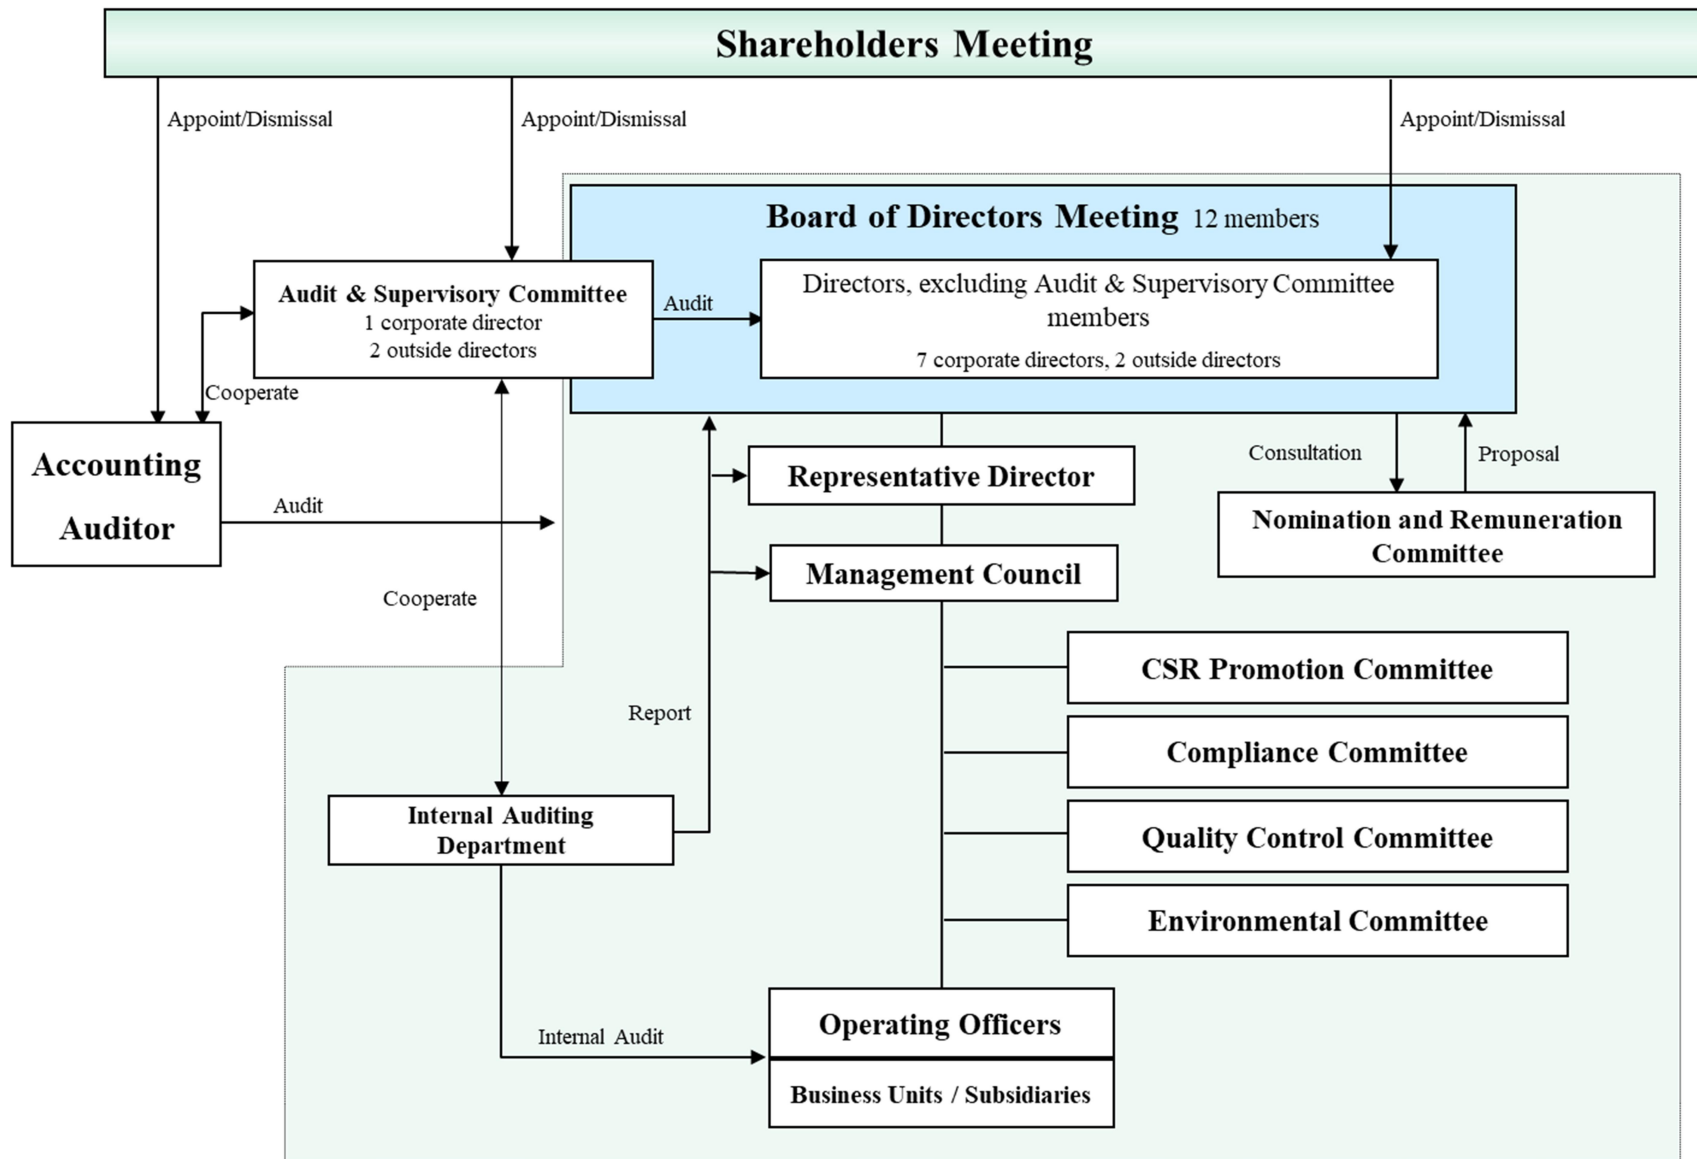 Shareholders Meeting
Appoint/Dismissal
Appoint/Dismissal
Appoint/Dismissal
Board of Directors Meeting 12 members
Audit & Supervisory Committee
1 corporate director
2 outside directors
Audit
Directors, excluding Audit & Supervisory Committee
members
7 corporate directors, 2 outside directors
Cooperate
Accounting
Auditor
Audit
Consultation
Proposal
Representative Director
Nomination and Remuneration
Committee
Management Council
Cooperate
CSR Promotion Committee
Report
Compliance Committee
Internal Auditing
Department
Quality Control Committee
Environmental Committee
Internal Audit
Operating Officers
Business Units / Subsidiaries